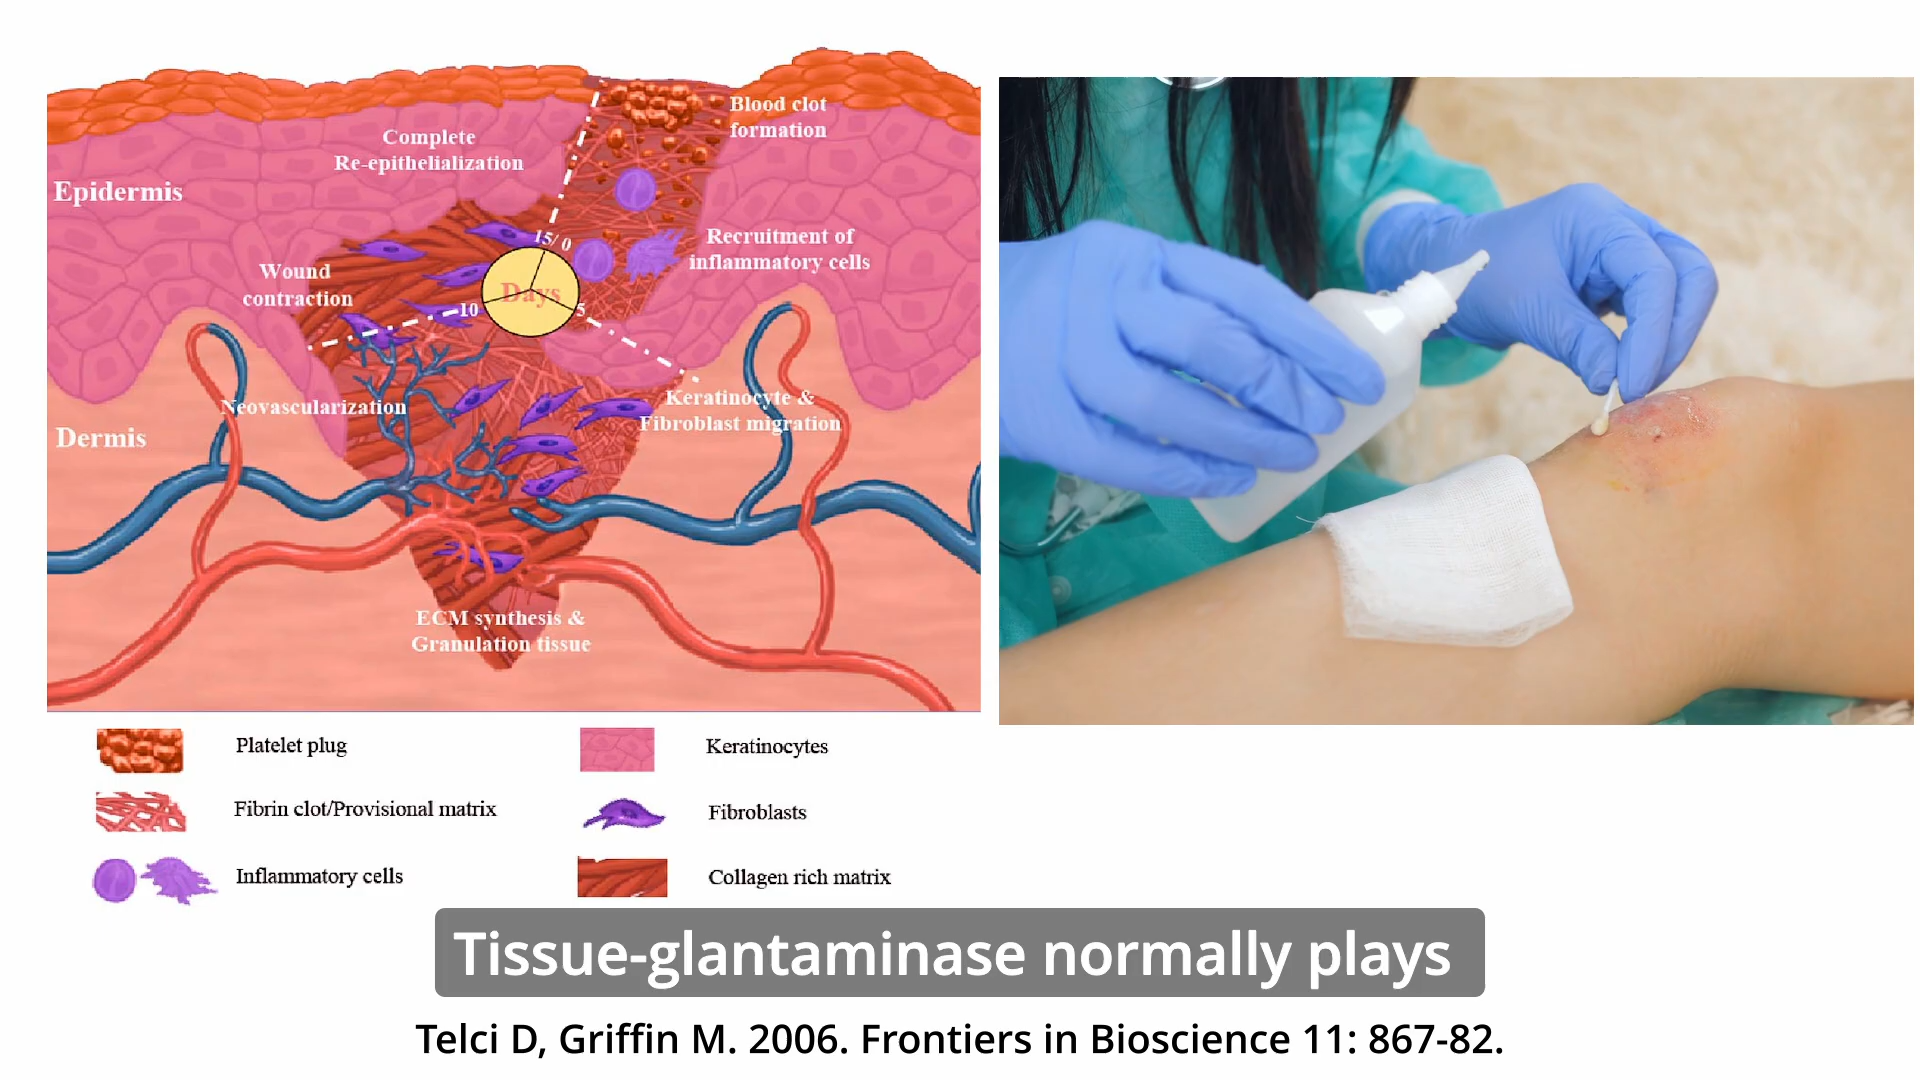 Complete
Re-epithelialization
Blood clot
formation
Epidermis
15/0
Recruitment of
inflammatory cells
Wound
contraction
Days
10
5
Neovascularization
Keratinocyte &
Fibroblast migration
Dermis
ECM synthesis &
Granulation tissue
Platelet plug
Keratinocytes
Fibrin clot/Provisional matrix
Fibroblasts
Inflammatory cells
Collagen rich matrix
Tissue-glantaminase normally plays
Telci D, Griffin M. 2006. Frontiers in Bioscience 11: 867-82.